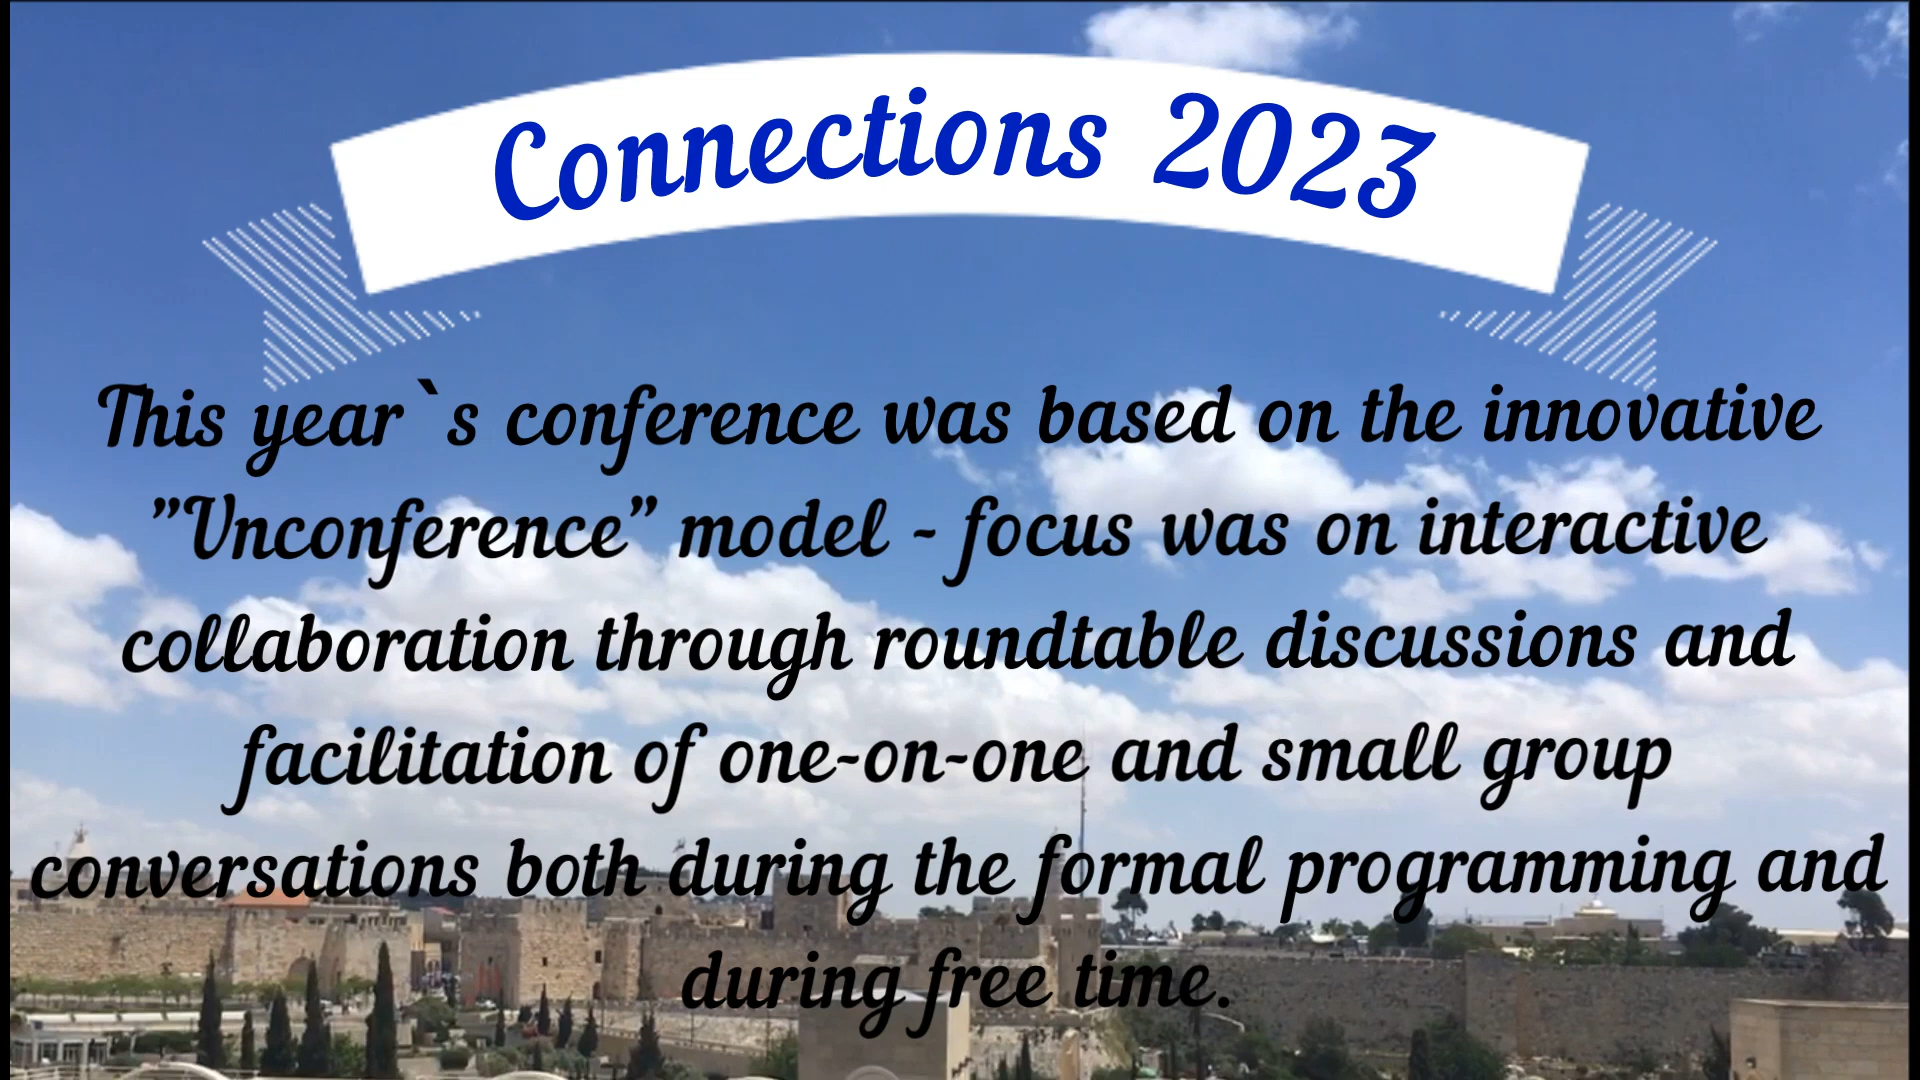 Connections 2023
This year`s conference was based on the innovative
"Unconference" model - focus was on interactive
collaboration through roundtable discussions and
facilitation of one-on-one and small group
conversations both during the formal programming and
during free time.